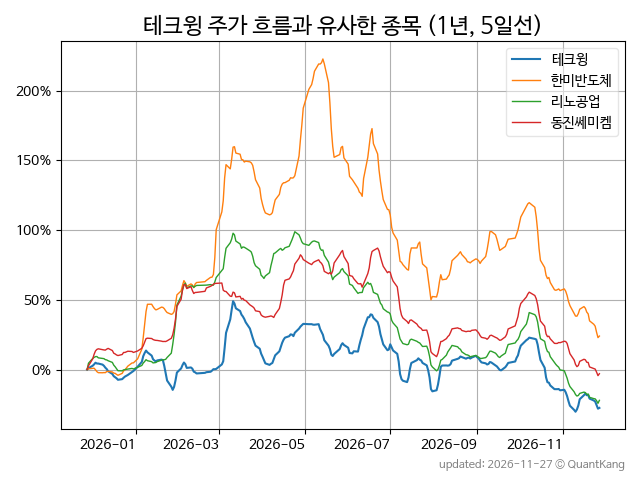 테크윙 주가 흐름과 유사한 종목 (1년, 5일선)
테크윙
한미반도체
리노공업
동진쎄미켐
200%
150%
100%
50%
0%
2026-01 2026-03 2026-05 2026-07 2026-09 2026-11
updated: 2026-11-27 © QuantKang